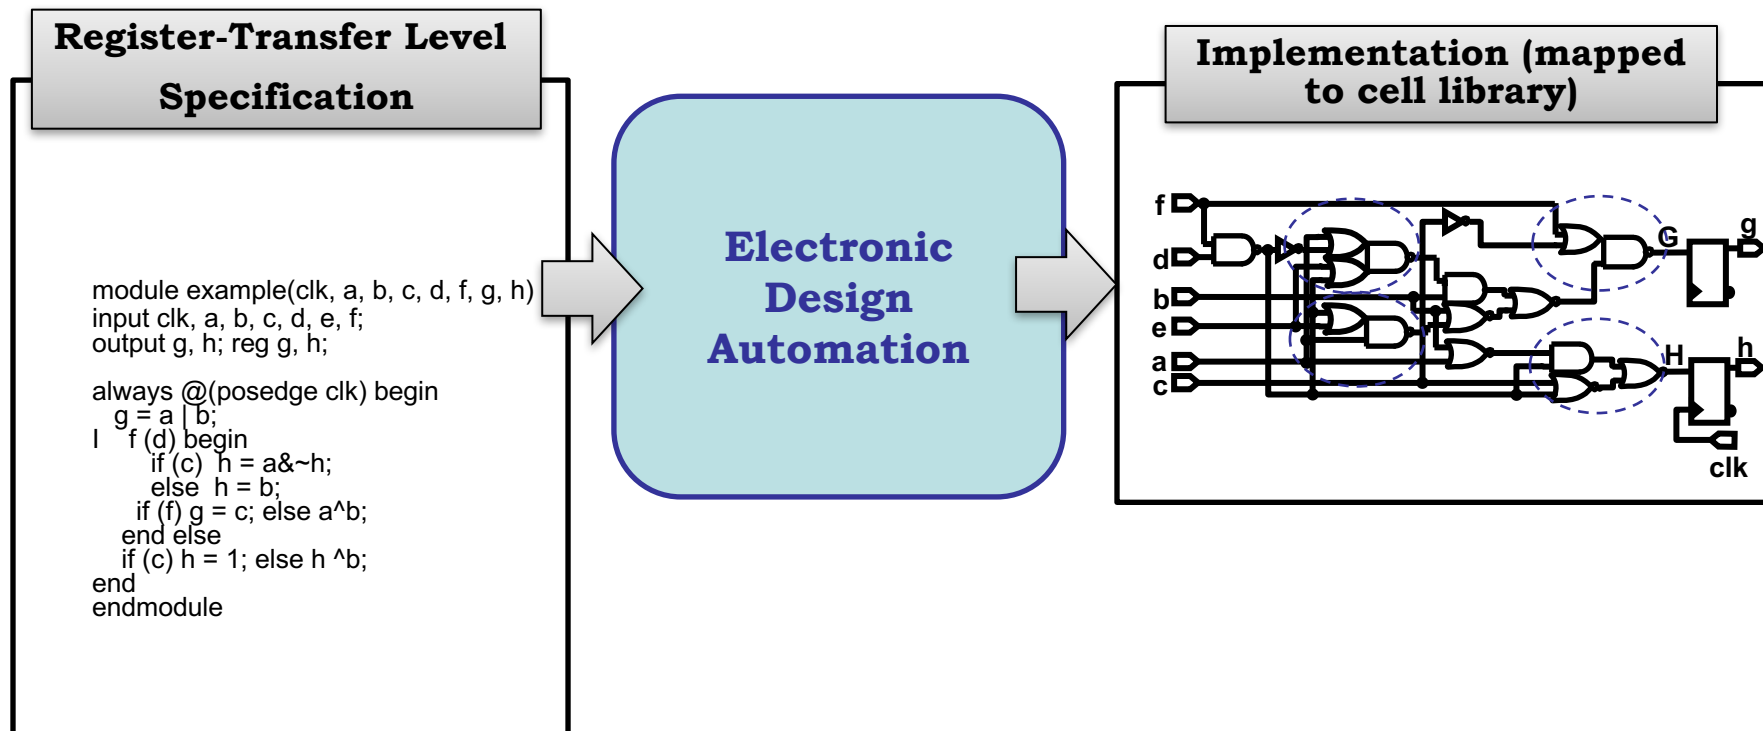 Register-Transfer Level
Specification
module example(clk, a, b, c, d, f, g, h)
input clk, a, b, c, d, e, f;
output g, h; reg g, h;
always @(posedge clk) begin
g = a | b;
I f (d) begin
if (c) h = a&~h;
else h = b;
if (f) g = c; else a^b;
end else
if (c) h = 1; else h ^b;
end
endmodule
Electronic
Design
Automation
Implementation (mapped
to cell library)
f
d
b
e
a
c
G
g
H
h
clk